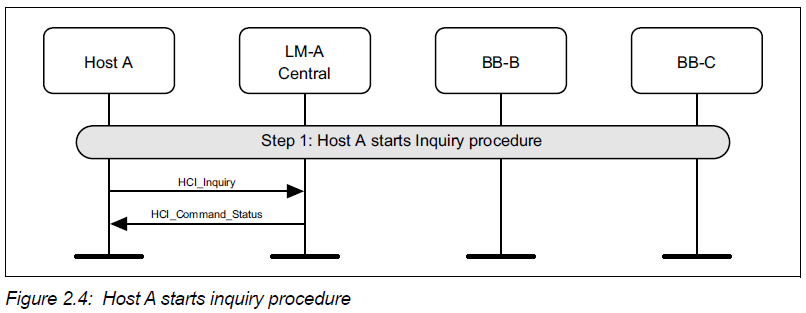 Host A
LM-A
Central
BB-B
BB-C
Step 1: Host A starts Inquiry procedure
HCI_Inquiry
HCI_Command_Status
Figure 2.4: Host A starts inquiry procedure